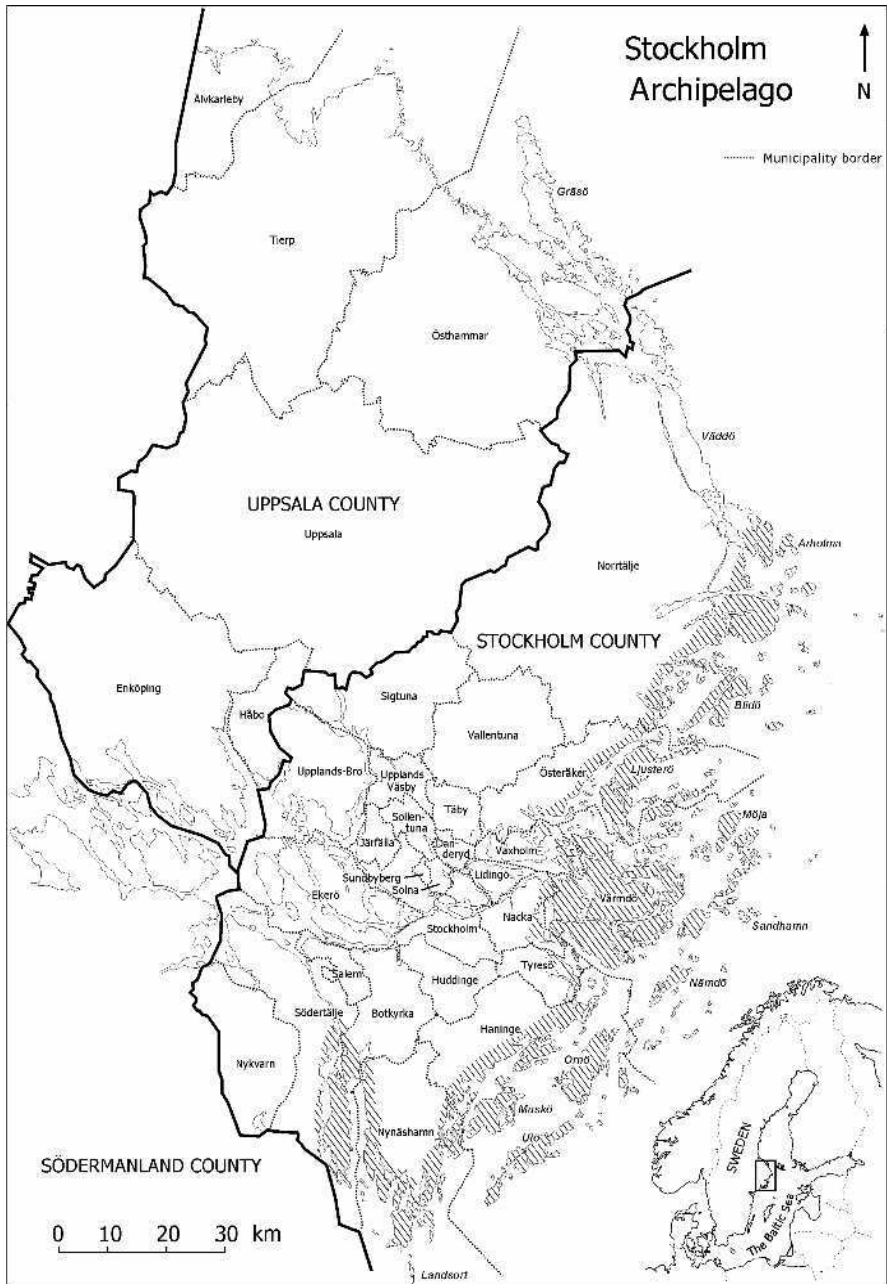 Stockholm
Archipelago
N
Municipality border
Älvkarleby
Gräsö
Tierp
Östhammar
Väddö
UPPSALA COUNTY
Uppsala
Arholma
Norrtälje
STOCKHOLM COUNTY
Enköping
Sigtuna
Håbo
Blidö
Vallentuna
Upplands-Bro
Upplands
Väsby
Österåker
Ljusterö
Täby
Sollen-
tuna
Möja
Järfälla
Dan-
deryd
Vaxholm
Sundbyberg
Lidingö
Ekerö
Solna
Värmdö
Nacka
Sandhamn
Stockholm
Tyresö
Salem
Huddinge
Nämdö
Södertälje
Botkyrka
Haninge
Nykvarn
Ornö
Maskö
Nynäshamn
Ulö
SÖDERMANLAND COUNTY
SWEDEN
The Baltic Sea
0 10 20 30 km
Landsort